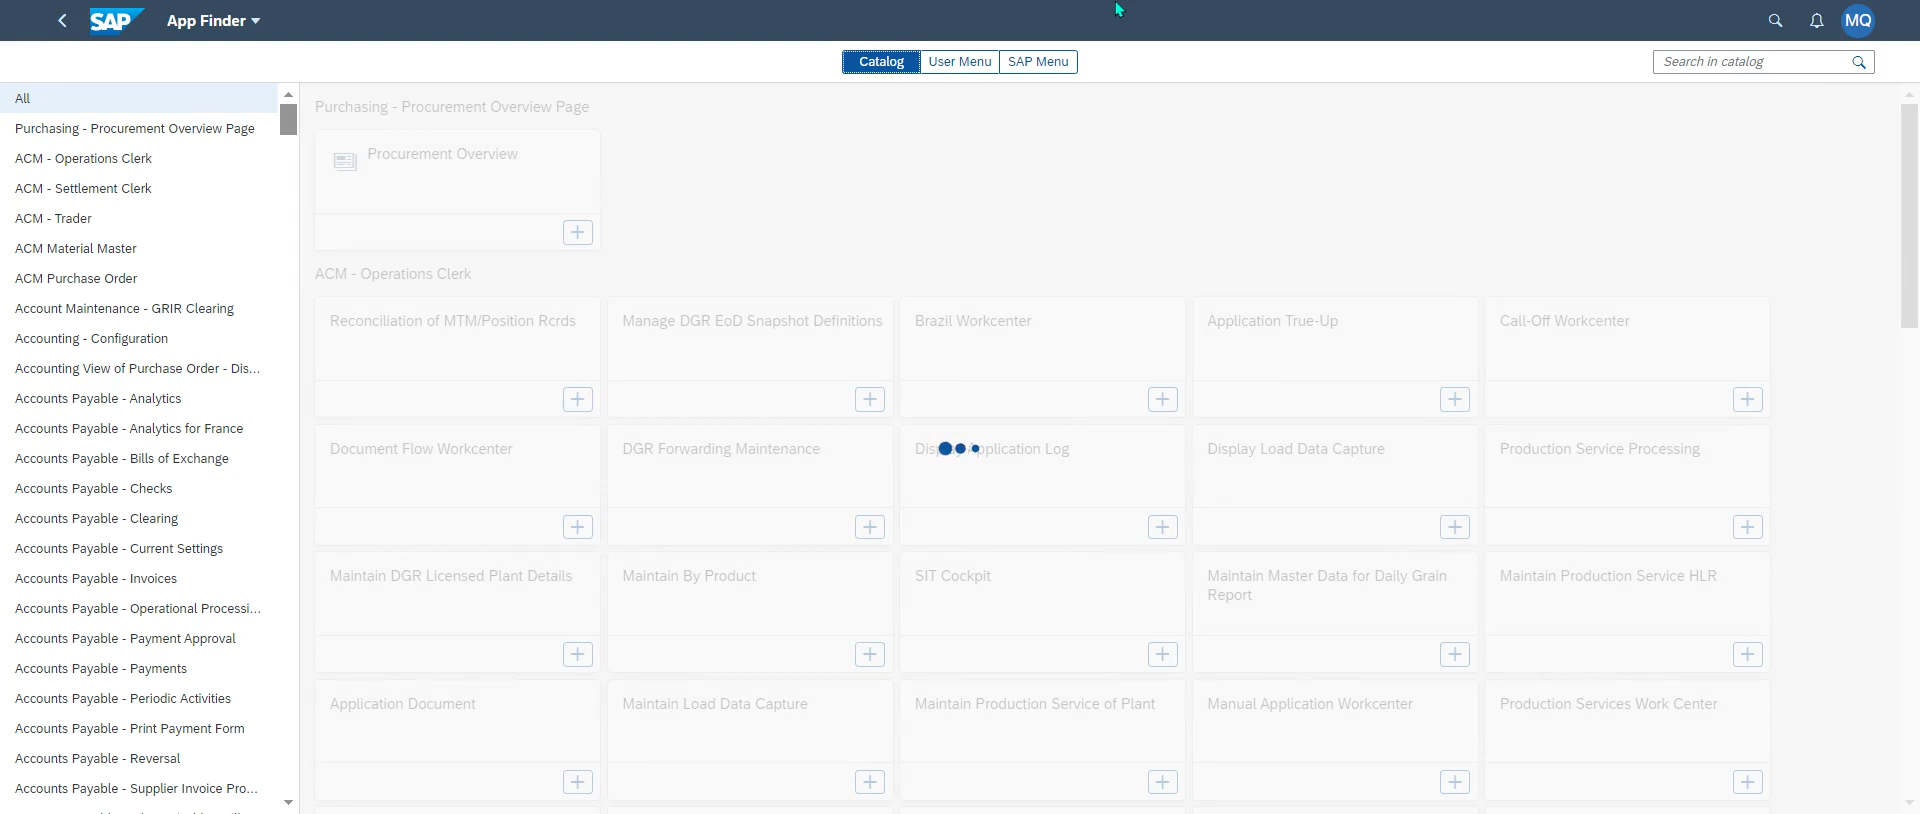 SAP App Finder MQ
Catalog User Menu SAP Menu Search in catalog
All
Purchasing - Procurement Overview Page
ACM - Operations Clerk
ACM - Settlement Clerk
ACM - Trader
ACM Material Master
ACM Purchase Order
Account Maintenance - GRIR Clearing
Accounting - Configuration
Accounting View of Purchase Order - Dis...
Accounts Payable - Analytics
Accounts Payable - Analytics for France
Accounts Payable - Bills of Exchange
Accounts Payable - Checks
Accounts Payable - Clearing
Accounts Payable - Current Settings
Accounts Payable - Invoices
Accounts Payable - Operational Processi...
Accounts Payable - Payment Approval
Accounts Payable - Payments
Accounts Payable - Periodic Activities
Accounts Payable - Print Payment Form
Accounts Payable - Reversal
Accounts Payable - Supplier Invoice Pro...
Purchasing - Procurement Overview Page
Procurement Overview
ACM - Operations Clerk
Reconciliation of MTM/Position Rcrds
Manage DGR EoD Snapshot Definitions
Brazil Workcenter
Application True-Up
Call-Off Workcenter
Document Flow Workcenter
DGR Forwarding Maintenance
Display Application Log
Display Load Data Capture
Production Service Processing
Maintain DGR Licensed Plant Details
Maintain By Product
SIT Cockpit
Maintain Master Data for Daily Grain
Report
Maintain Production Service HLR
Application Document
Maintain Load Data Capture
Maintain Production Service of Plant
Manual Application Workcenter
Production Services Work Center